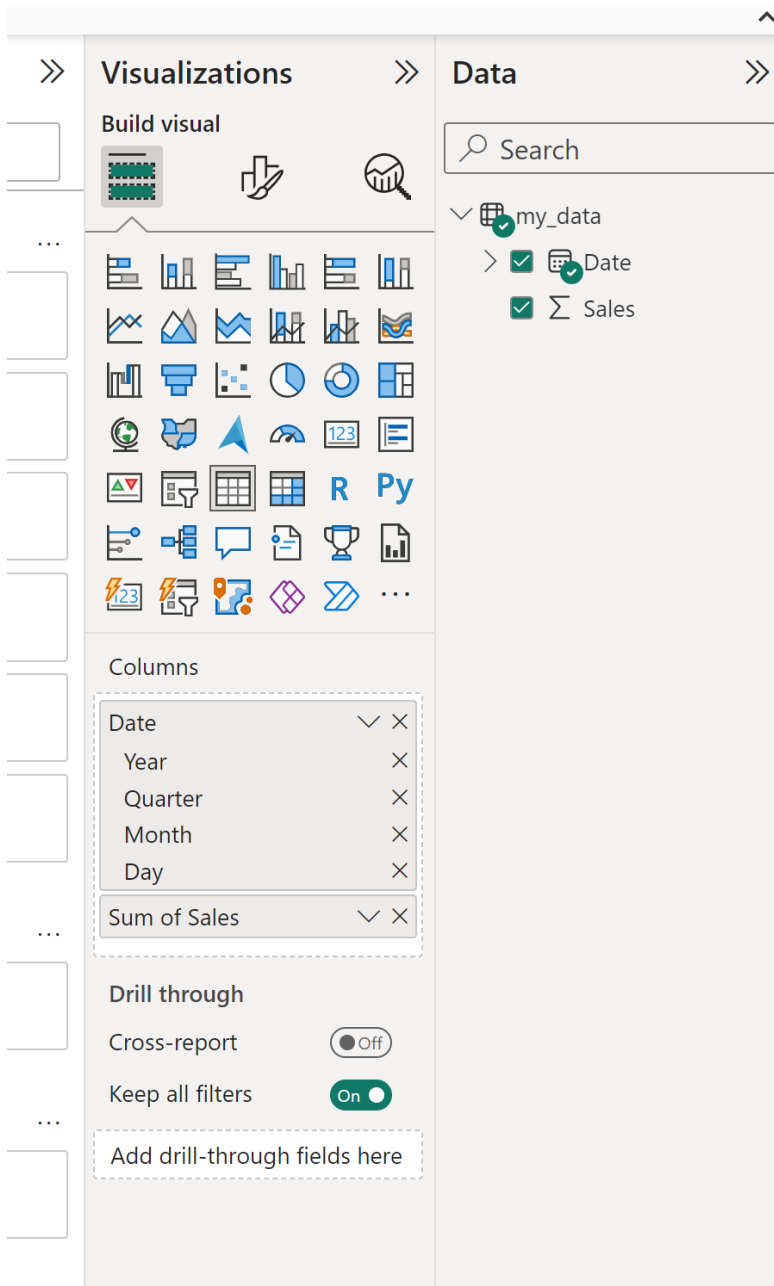 Visualizations
Data
Build visual
Search
my_data
Date
Sales
123
R
Py
123
Columns
Date
Year
Quarter
Month
Day
Sum of Sales
Drill through
Cross-report
Off
Keep all filters
On
Add drill-through fields here